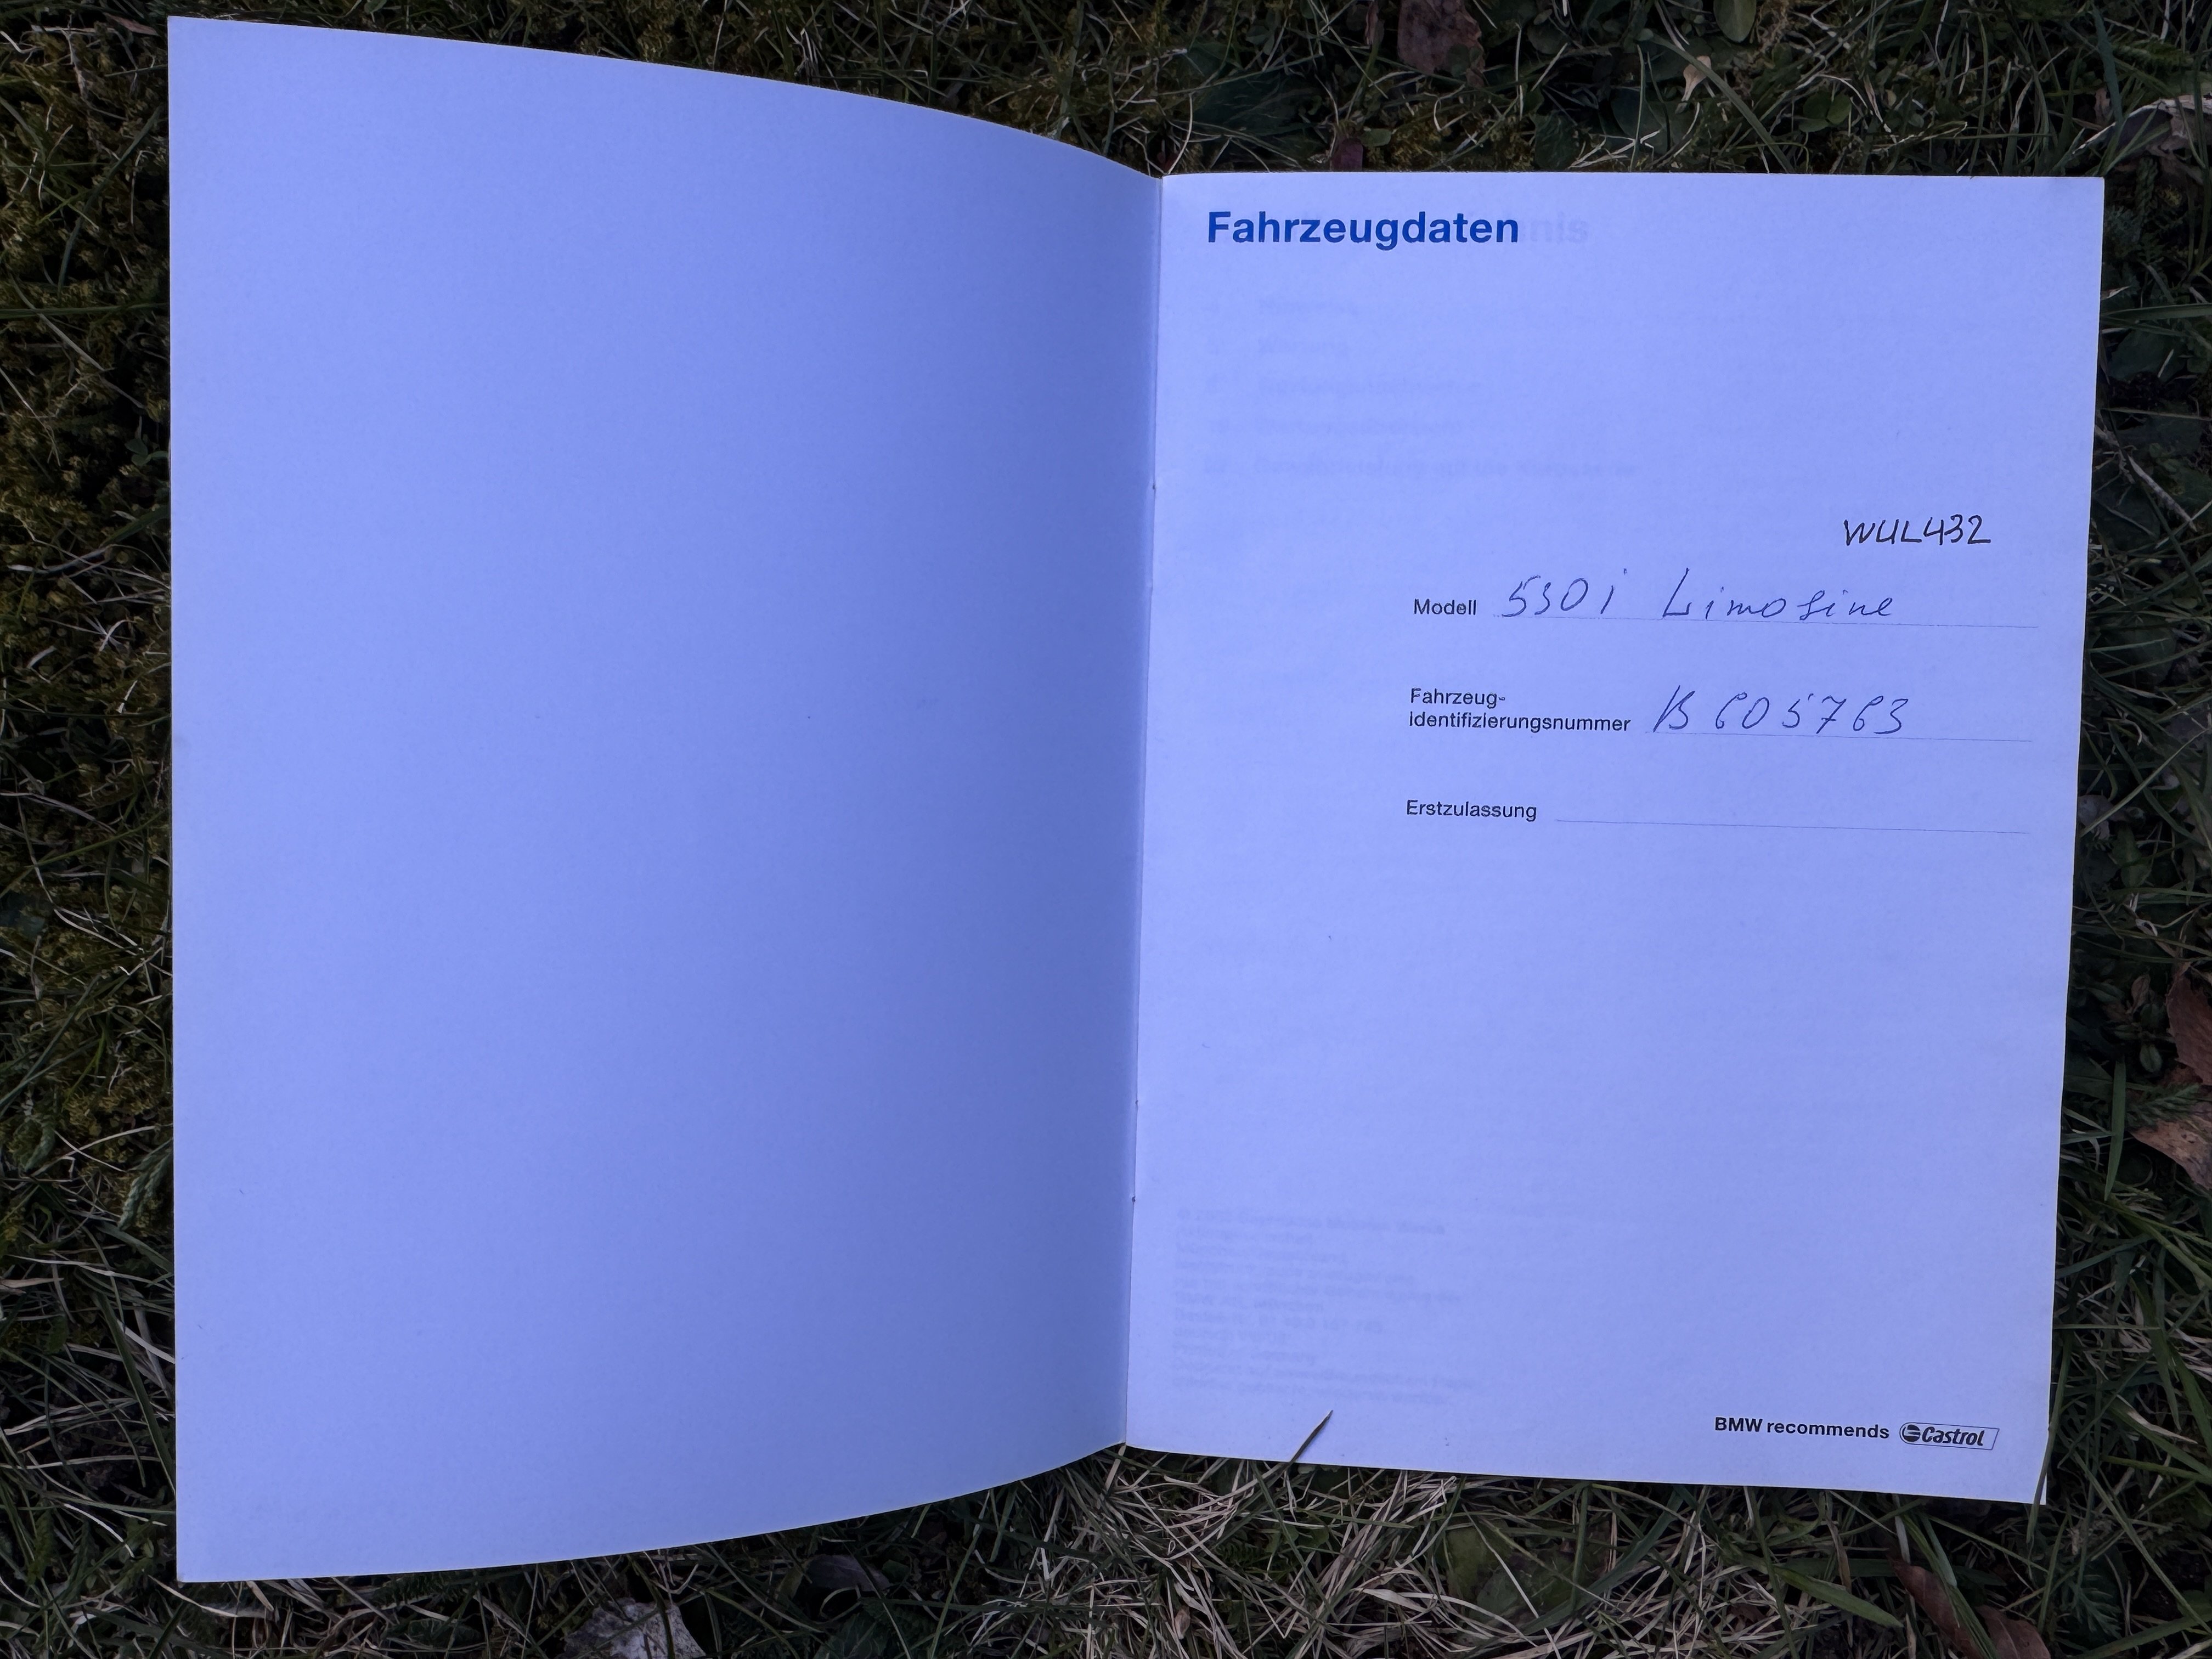 Fahrzeugdaten
WUL432
Modell 530i Limosine
Fahrzeug-
identifizierungsnummer B605763
Erstzulassung
BMW recommends Castrol